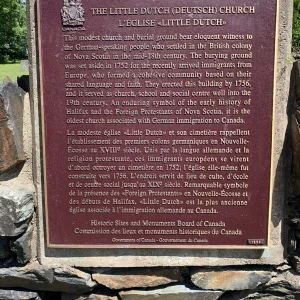 CANADA
THE LITTLE DUTCH (DEUTSCH) CHURCH
L'ÉGLISE «LITTLE DUTCH»
This modest church and burial ground bear eloquent witness to
the German-speaking people who settled in the British colony
of Nova Scotia in the mid-18th century. The burying ground
was set aside in 1752 for the recently arrived immigrants from
Europe, who formed a cohesive community based on their
shared language and faith. They erected this building by 1756,
and it served as church, school and social centre well into the
19th century. An enduring symbol of the early history of
Halifax and the Foreign Protestants of Nova Scotia, it is the
oldest church associated with German immigration to Canada.
La modeste église «Little Dutch» et son cimetière rappellent
l'établissement des premiers colons germaniques en Nouvelle-
Écosse au XVIIIe siècle. Unis par la langue allemande et la
religion protestante, ces immigrants européens se virent
d'abord octroyer un cimetière en 1752; l'église elle-même fut
construite vers 1756. L'endroit servit de lieu de culte, d'école
et de centre social jusqu'au XIXe siècle. Remarquable symbole
de la présence des «Foreign Protestants» en Nouvelle-Écosse et
des débuts de Halifax, «Little Dutch» est la plus ancienne
église associée à l'immigration allemande au Canada.
Historic Sites and Monuments Board of Canada
Commission des lieux et monuments historiques du Canada
Government of Canada - Gouvernement du Canada